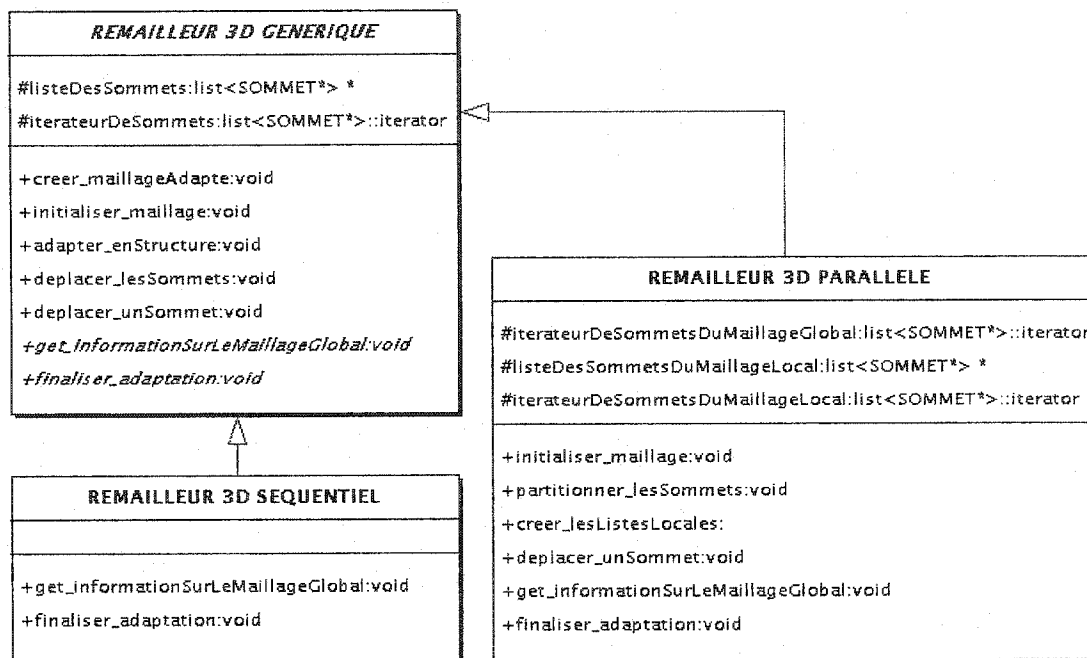 REMAILLEUR 3D GENERIQUE
#listeDesSommets:list<SOMMET*> *
#iterateurDeSommets:list<SOMMET*>::iterator
+creer_maillageAdapte:void
+initialiser_maillage:void
+adapter_enStructure:void
+deplacer_lesSommets:void
+deplacer_unSommet:void
+get_informationSurLeMaillageGlobal:void
+finaliser_adaptation:void
REMAILLEUR 3D PARALLELE
#iterateurDeSommetsDuMaillageGlobal:list<SOMMET*>::iterator
#listeDesSommetsDuMaillageLocal:list<SOMMET*> *
#iterateurDeSommetsDuMaillageLocal:list<SOMMET*>::iterator
+initialiser_maillage:void
+partitionner_lesSommets:void
+creer_lesListesLocales:
+deplacer_unSommet:void
+get_informationSurLeMaillageGlobal:void
+finaliser_adaptation:void
REMAILLEUR 3D SEQUENTIEL
+get_informationSurLeMaillageGlobal:void
+finaliser_adaptation:void